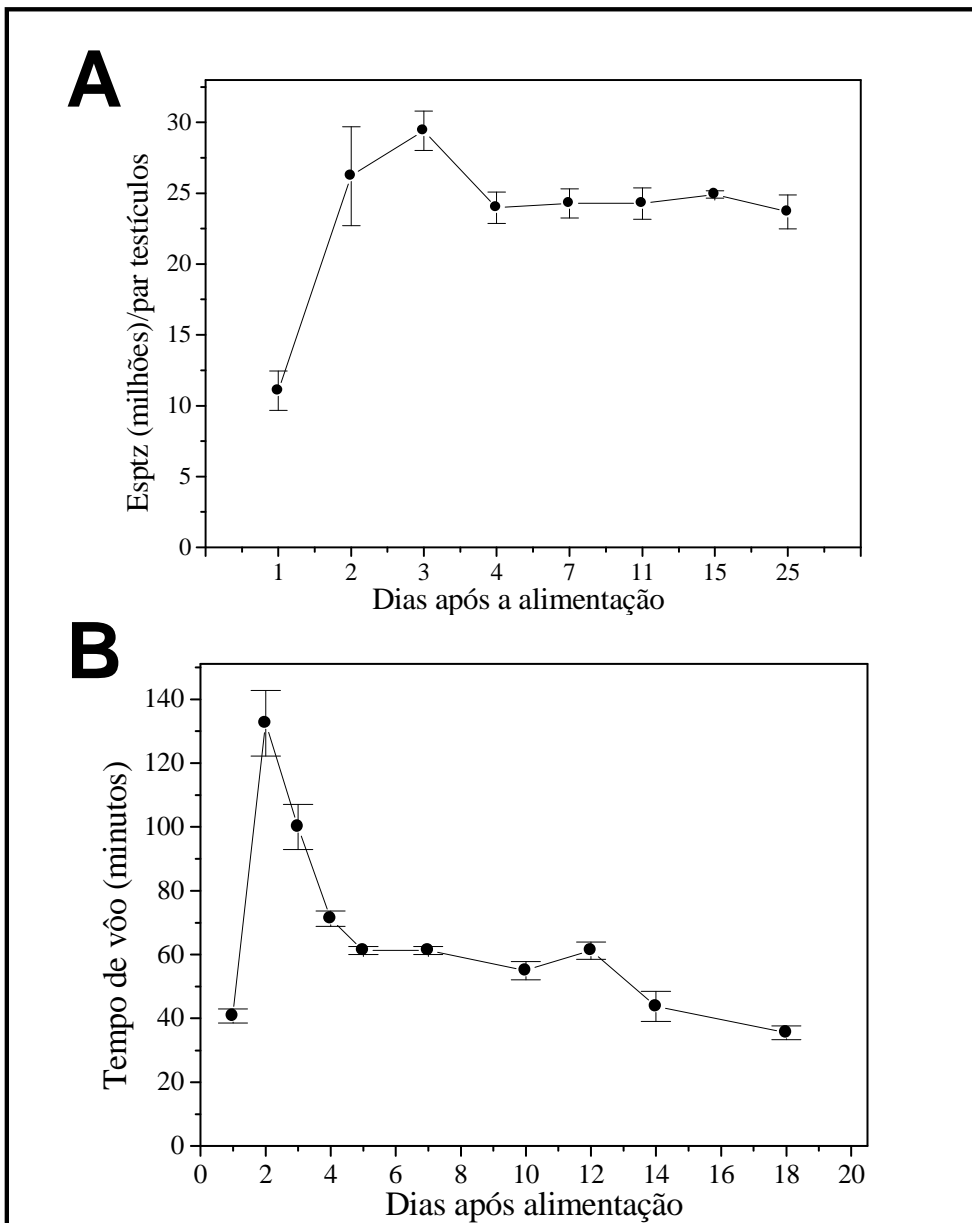 A
Esptz (milhões)/par testículos
30
25
20
15
10
5
0
1 2 3 4 7 11 15 25
Dias após a alimentação
B
Tempo de vôo (minutos)
140
120
100
80
60
40
20
0
0 2 4 6 8 10 12 14 16 18 20
Dias após alimentação